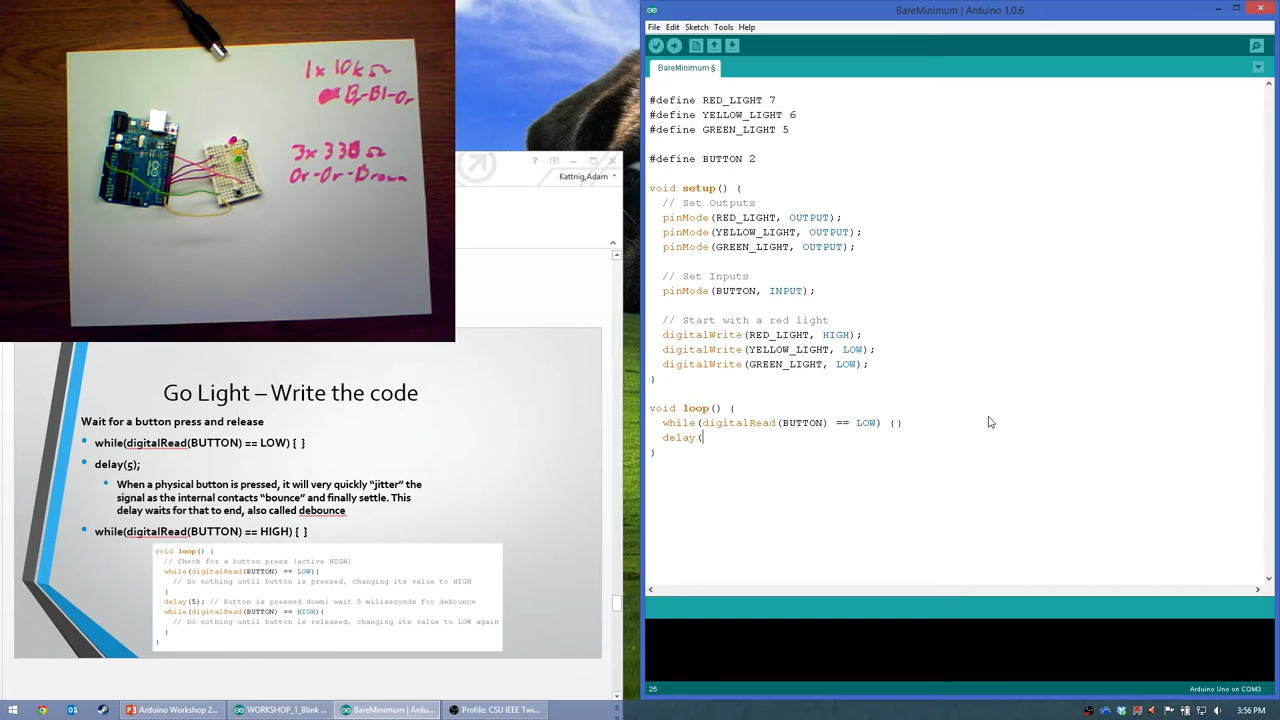 1x 10k Ω
Br-Bl-Or
3x 330 Ω
Or-Or-Brown
Kattnig,Adam
Go Light – Write the code
Wait for a button press and release
while(digitalRead(BUTTON) == LOW) { }
delay(5);
When a physical button is pressed, it will very quickly “jitter” the
signal as the internal contacts “bounce” and finally settle. This
delay waits for that to end, also called debounce
while(digitalRead(BUTTON) == HIGH) { }
void loop() {
// Check for a button press (active HIGH)
while(digitalRead(BUTTON) == LOW){
// Do nothing until button is pressed, changing its value to HIGH
}
delay(5); // Button is pressed down; wait 5 miliseconds for debounce
while(digitalRead(BUTTON) == HIGH){
// Do nothing until button is released, changing its value to LOW again
}
}
BareMinimum | Arduino 1.0.6
File Edit Sketch Tools Help
BareMinimum §
#define RED_LIGHT 7
#define YELLOW_LIGHT 6
#define GREEN_LIGHT 5
#define BUTTON 2
void setup() {
// Set Outputs
pinMode(RED_LIGHT, OUTPUT);
pinMode(YELLOW_LIGHT, OUTPUT);
pinMode(GREEN_LIGHT, OUTPUT);
// Set Inputs
pinMode(BUTTON, INPUT);
// Start with a red light
digitalWrite(RED_LIGHT, HIGH);
digitalWrite(YELLOW_LIGHT, LOW);
digitalWrite(GREEN_LIGHT, LOW);
}
void loop() {
while(digitalRead(BUTTON) == LOW) {}
delay(
}
25
Arduino Uno on COM3
Arduino Workshop 2... WORKSHOP_1_Blink ... BareMinimum | Ardu... Profile: CSU IEEE Twi... 3:56 PM